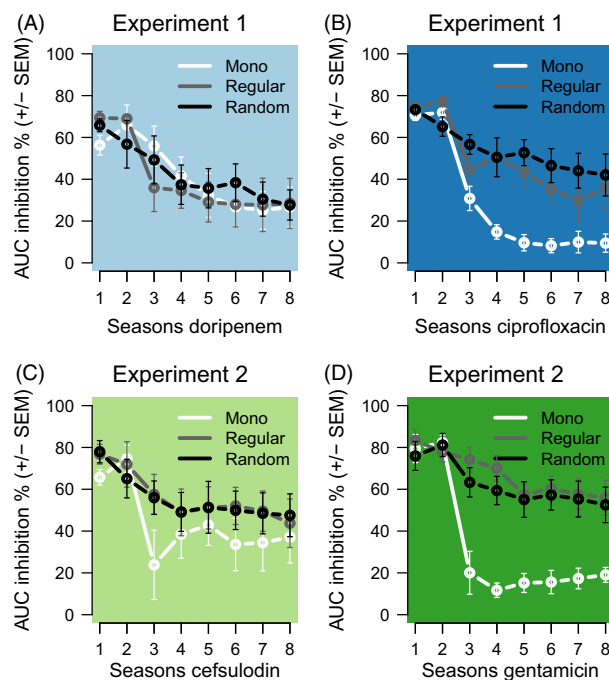 (A) Experiment 1
AUC inhibition % (+/− SEM)
100
80
60
40
20
0
Mono
Regular
Random
1 2 3 4 5 6 7 8
Seasons doripenem
(B) Experiment 1
AUC inhibition % (+/− SEM)
100
80
60
40
20
0
Mono
Regular
Random
1 2 3 4 5 6 7 8
Seasons ciprofloxacin
(C) Experiment 2
AUC inhibition % (+/− SEM)
100
80
60
40
20
0
Mono
Regular
Random
1 2 3 4 5 6 7 8
Seasons cefsulodin
(D) Experiment 2
AUC inhibition % (+/− SEM)
100
80
60
40
20
0
Mono
Regular
Random
1 2 3 4 5 6 7 8
Seasons gentamicin